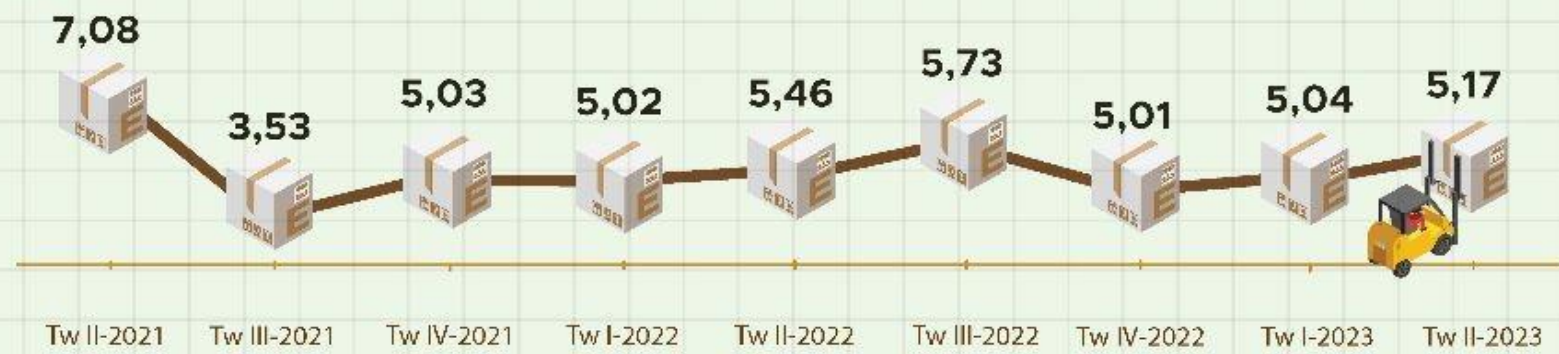 7,08
3,53
5,03
5,02
5,46
5,73
5,01
5,04
5,17
Tw II-2021
Tw III-2021
Tw IV-2021
Tw I-2022
Tw II-2022
Tw III-2022
Tw IV-2022
Tw I-2023
Tw II-2023